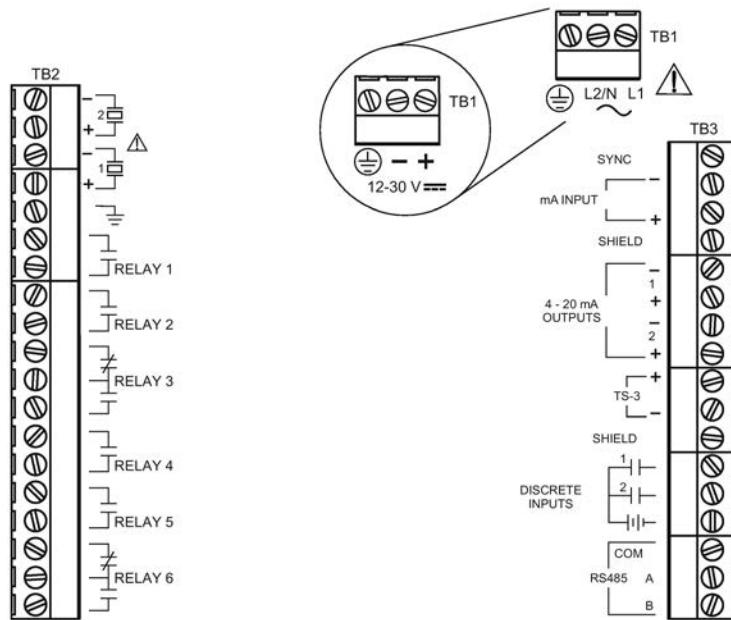 TB1
L2/N L1
TB1
- +
12-30 V
TB2
-
2
+
-
1
+
RELAY 1
RELAY 2
RELAY 3
RELAY 4
RELAY 5
RELAY 6
TB3
SYNC
-
mA INPUT
+
SHIELD
-
1
+
4 - 20 mA
OUTPUTS
-
2
+
+
TS-3
-
SHIELD
1
2
DISCRETE
INPUTS
COM
RS485 A
B